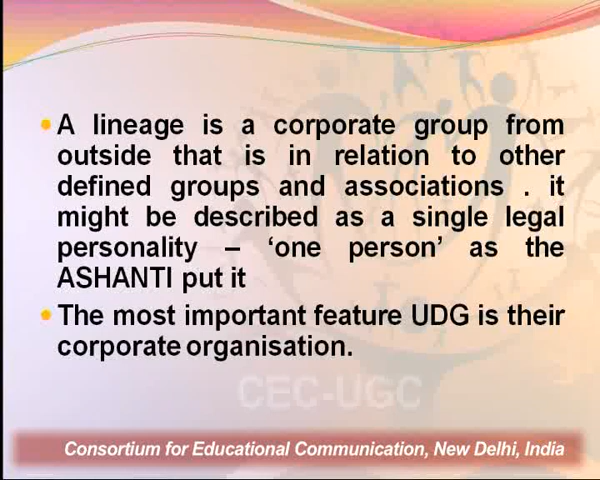 A lineage is a corporate group from
outside that is in relation to other
defined groups and associations . it
might be described as a single legal
personality – ‘one person’ as the
ASHANTI put it
The most important feature UDG is their
corporate organisation.
CEC-UGC
Consortium for Educational Communication, New Delhi, India